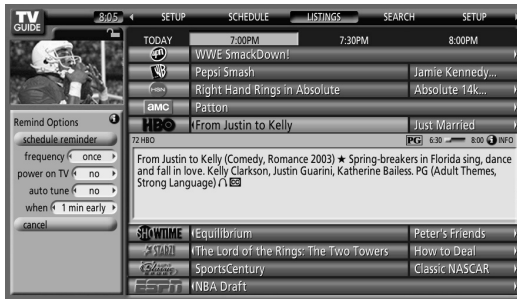 TV GUIDE
8:05
SETUP SCHEDULE LISTINGS SEARCH SETUP
TODAY 7:00PM 7:30PM 8:00PM
WWE SmackDown!
Pepsi Smash Jamie Kennedy...
HSN Right Hand Rings in Absolute Absolute 14k...
amc Patton
HBO From Justin to Kelly Just Married
72 HBO PG 6:30 8:00 INFO
From Justin to Kelly (Comedy, Romance 2003) ★ Spring-breakers in Florida sing, dance
and fall in love. Kelly Clarkson, Justin Guarini, Katherine Bailess. PG (Adult Themes,
Strong Language)
Remind Options
schedule reminder
frequency once
power on TV no
auto tune no
when 1 min early
cancel
SHOWTIME Equilibrium Peter's Friends
STARZ! The Lord of the Rings: The Two Towers How to Deal
SportsCentury Classic NASCAR
ESPN NBA Draft